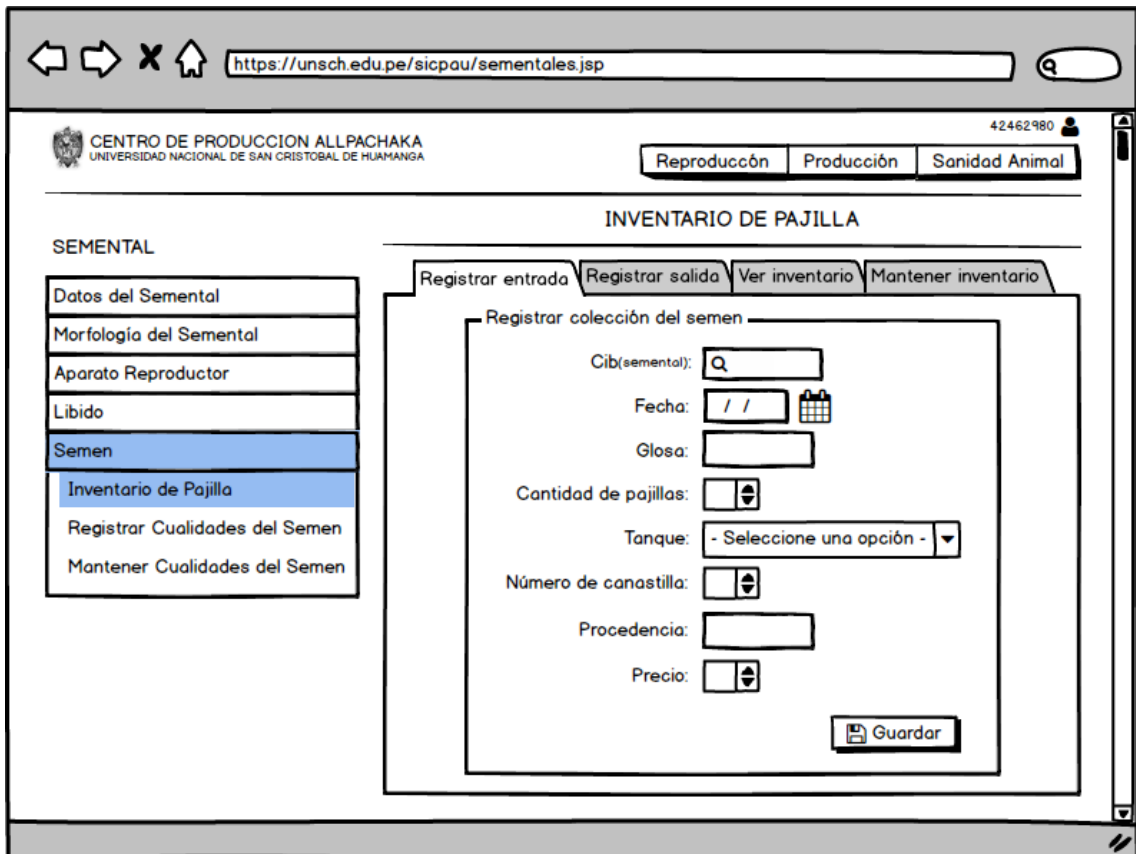 https://unsch.edu.pe/sicpau/sementales.jsp
42462980
CENTRO DE PRODUCCION ALLPACHAKA
UNIVERSIDAD NACIONAL DE SAN CRISTOBAL DE HUAMANGA
Reproduccón Producción Sanidad Animal
INVENTARIO DE PAJILLA
SEMENTAL
Datos del Semental
Morfología del Semental
Aparato Reproductor
Libido
Semen
Inventario de Pajilla
Registrar Cualidades del Semen
Mantener Cualidades del Semen
Registrar entrada Registrar salida Ver inventario Mantener inventario
Registrar colección del semen
Cib(semental):
Fecha: / /
Glosa:
Cantidad de pajillas:
Tanque: - Seleccione una opción -
Número de canastilla:
Procedencia:
Precio:
Guardar